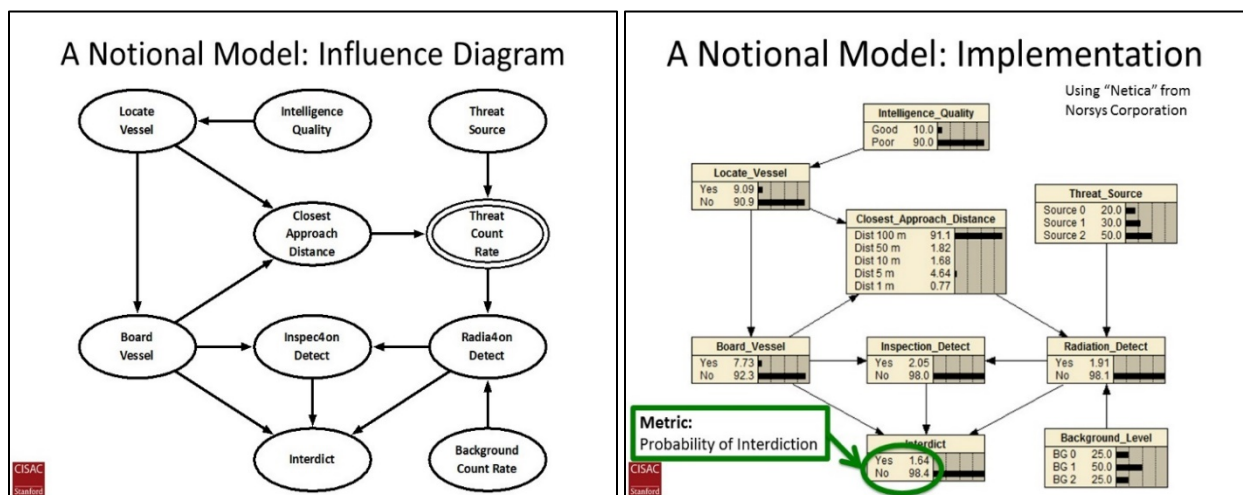 A Notional Model: Influence Diagram
Locate
Vessel
Intelligence
Quality
Threat
Source
Closest
Approach
Distance
Threat
Count
Rate
Board
Vessel
Inspec4on
Detect
Radia4on
Detect
Interdict
Background
Count Rate
CISAC
Stanford
A Notional Model: Implementation
Using “Netica” from
Norsys Corporation
Intelligence_Quality
Good 10.0
Poor 90.0
Locate_Vessel
Yes 9.09
No 90.9
Threat_Source
Source 0 20.0
Source 1 30.0
Source 2 50.0
Closest_Approach_Distance
Dist 100 m 91.1
Dist 50 m 1.82
Dist 10 m 1.68
Dist 5 m 4.64
Dist 1 m 0.77
Board_Vessel
Yes 7.73
No 92.3
Inspection_Detect
Yes 2.05
No 98.0
Radiation_Detect
Yes 1.91
No 98.1
Metric:
Probability of Interdiction
Interdict
Yes 1.64
No 98.4
Background_Level
BG 0 25.0
BG 1 50.0
BG 2 25.0
CISAC
Stanford